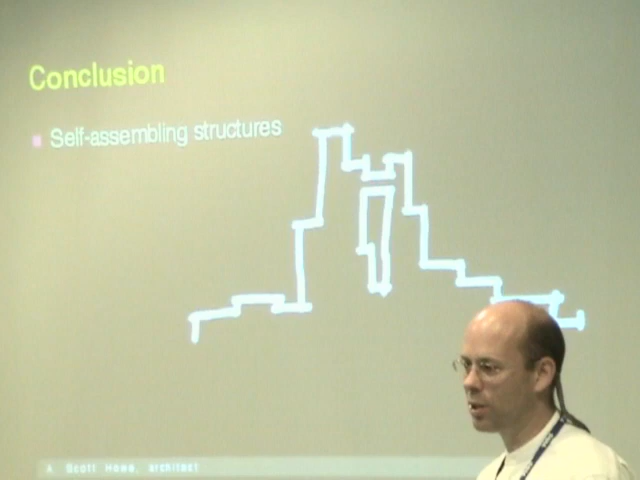 Conclusion
Self-assembling structures
A. Scott Howe, architect